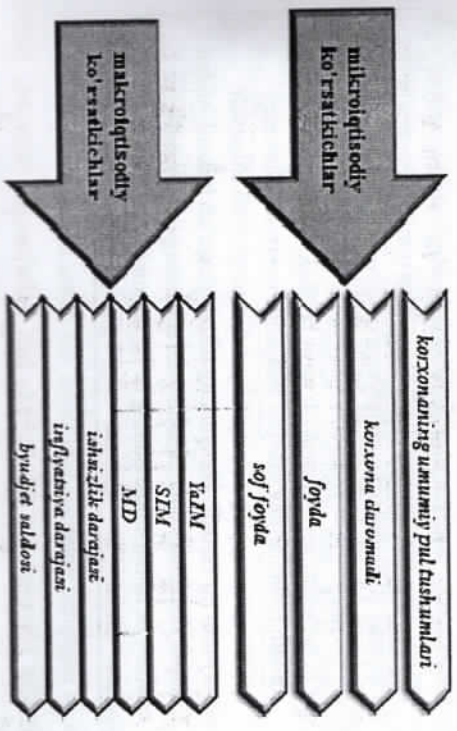 mikroiqtisodiy
ko'rsatkichlar
korxonaning umumiy pul tushumlari
korxona daromadi
foyda
sof foyda
makroiqtisodiy
ko'rsatkichlar
YaIM
SIM
MD
ishsizlik darajasi
inflyatsiya darajasi
byudjet saldosi